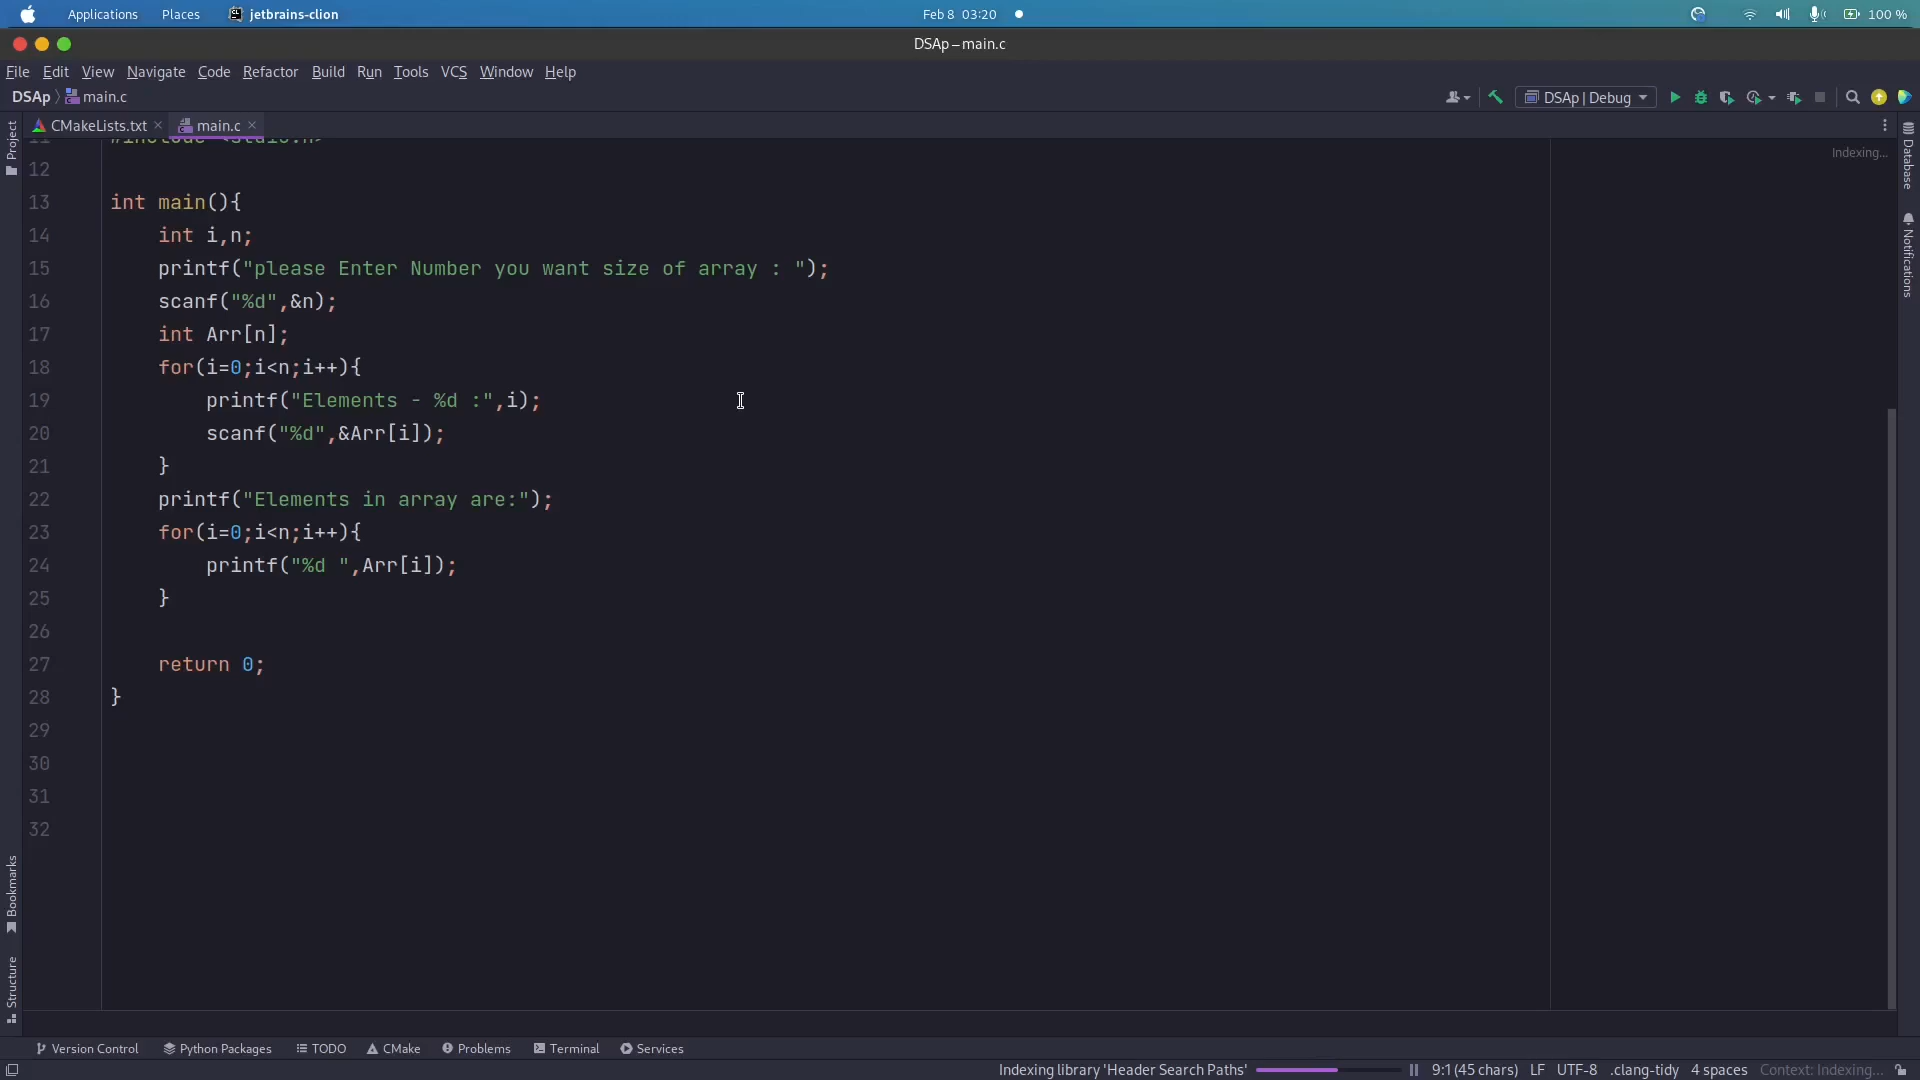 Applications Places jetbrains-clion Feb 8 03:20 100 %
DSAp – main.c
File Edit View Navigate Code Refactor Build Run Tools VCS Window Help
DSAp main.c DSAp | Debug
Project CMakeLists.txt main.c
Indexing...
Database
Notifications
11 #include <stdio.h>
12
13 int main(){
14 int i,n;
15 printf("please Enter Number you want size of array : ");
16 scanf("%d",&n);
17 int Arr[n];
18 for(i=0;i<n;i++){
19 printf("Elements - %d :",i);
20 scanf("%d",&Arr[i]);
21 }
22 printf("Elements in array are:");
23 for(i=0;i<n;i++){
24 printf("%d ",Arr[i]);
25 }
26
27 return 0;
28 }
29
30
31
32
Bookmarks
Structure
Version Control Python Packages TODO CMake Problems Terminal Services
Indexing library 'Header Search Paths' 9:1 (45 chars) LF UTF-8 .clang-tidy 4 spaces Context: Indexing...